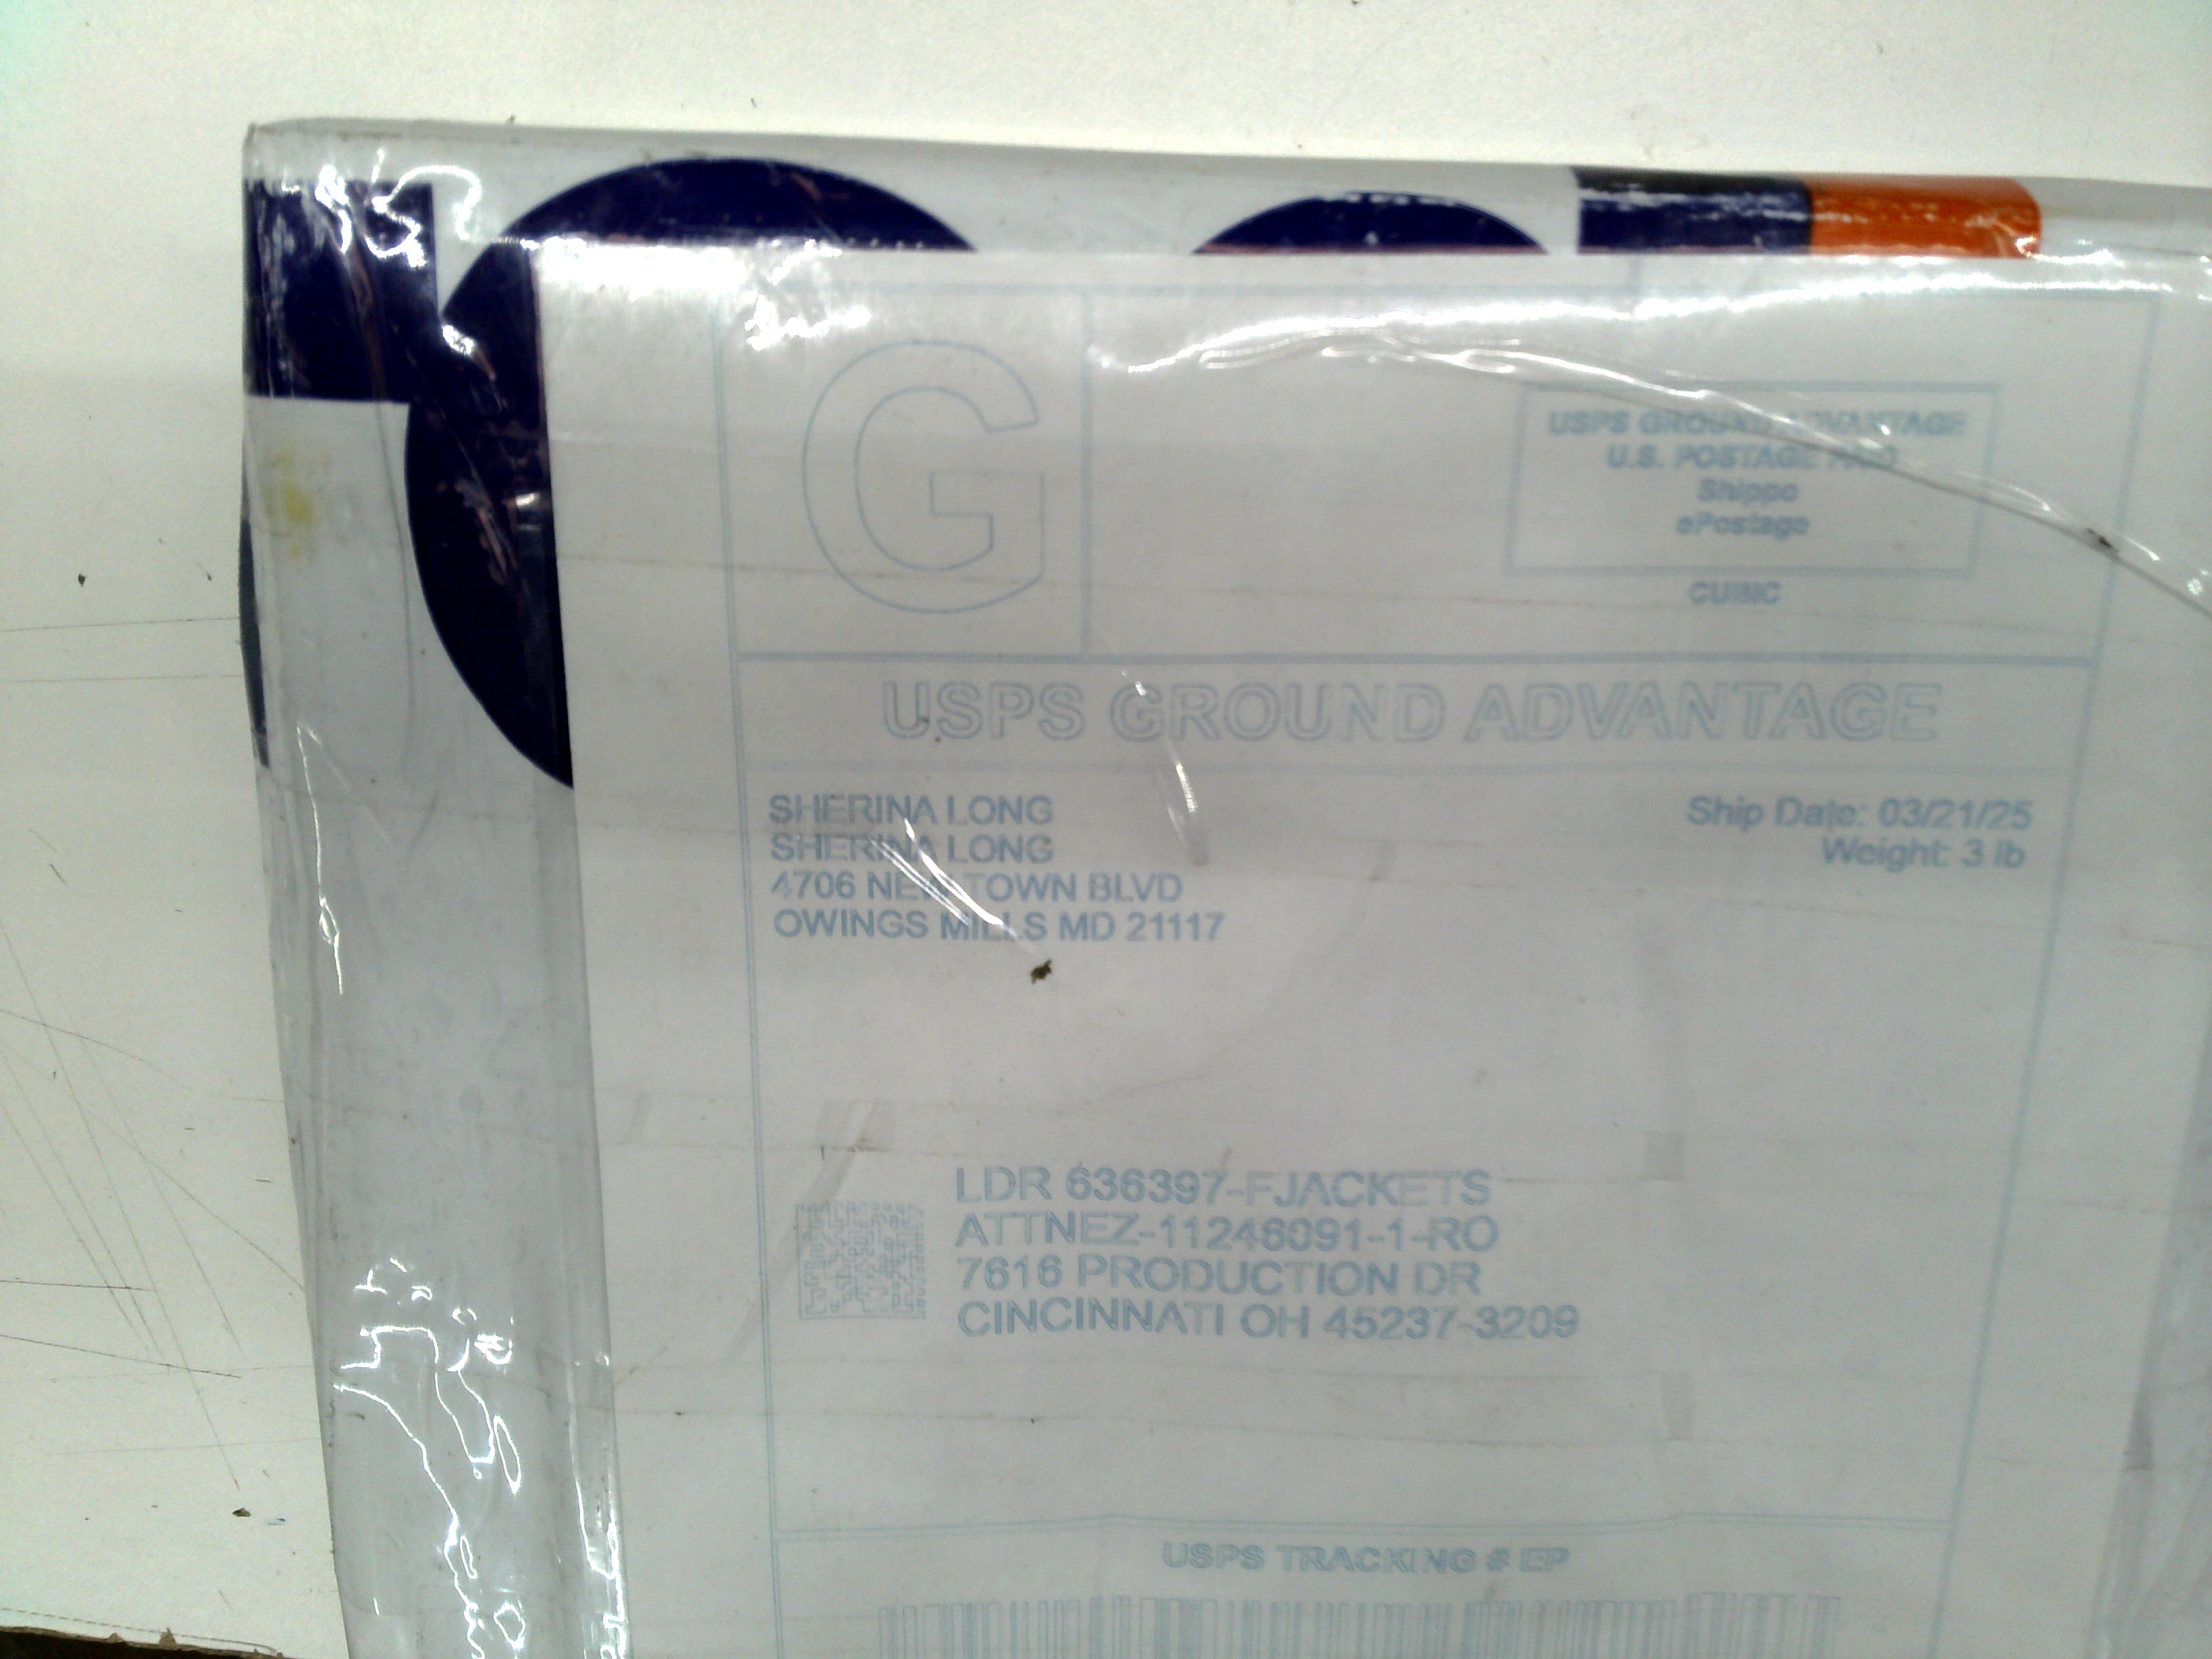 G
USPS GROUND ADVANTAGE
U.S. POSTAGE PAID
Shippo
ePostage
CUBIC
USPS GROUND ADVANTAGE
SHERINA LONG
SHERINA LONG
4706 NEW TOWN BLVD
OWINGS MILLS MD 21117
Ship Date: 03/21/25
Weight: 3 lb
LDR 636397-FJACKETS
ATTNEZ-11246091-1-RO
7616 PRODUCTION DR
CINCINNATI OH 45237-3209
USPS TRACKING # EP